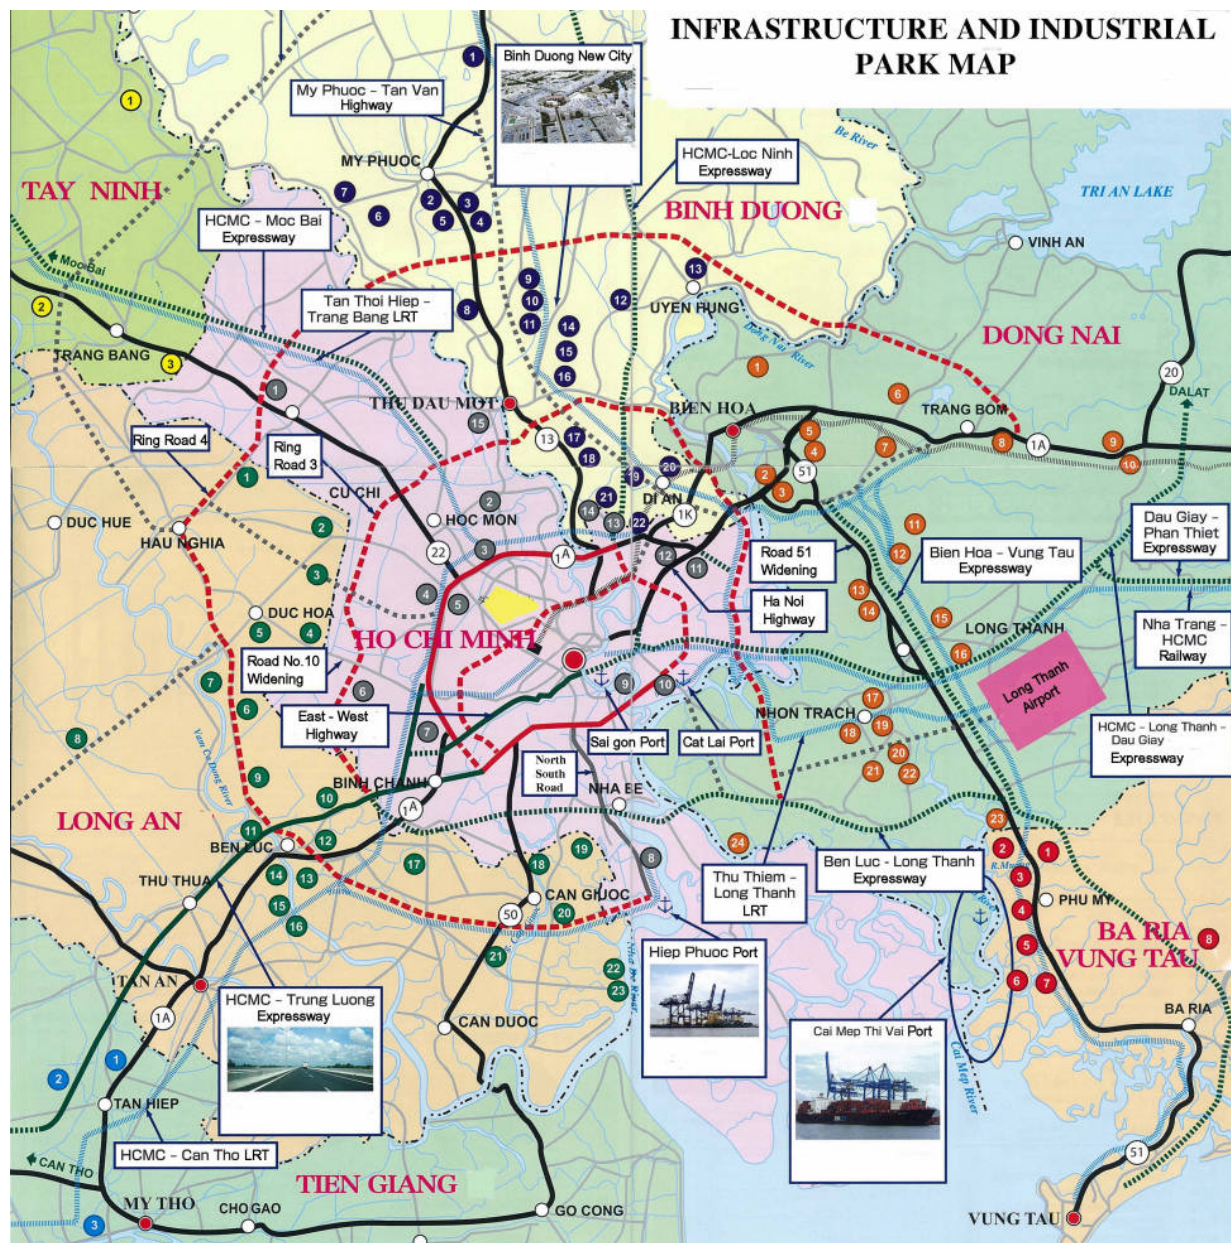 INFRASTRUCTURE AND INDUSTRIAL
PARK MAP
Binh Duong New City
My Phuoc - Tan Van
Highway
MY PHUOC
HCMC-Loc Ninh
Expressway
Be River
TRI AN LAKE
TAY NINH
BINH DUONG
HCMC - Moc Bai
Expressway
VINH AN
Moc Bai
Tan Thoi Hiep -
Trang Bang LRT
UYEN HUNG
DONG NAI
TRANG BANG
Dong Nai River
DALAT
THU DAU MOT
BIEN HOA
TRANG BOM
Ring Road 4
Ring
Road 3
CU CHI
DI AN
DUC HUE
HAU NGHIA
HOC MON
Road 51
Widening
Bien Hoa - Vung Tau
Expressway
Dau Giay -
Phan Thiet
Expressway
Ha Noi
Highway
DUC HOA
HO CHI MINH
LONG THANH
Nha Trang -
HCMC
Railway
Road No.10
Widening
Long Thanh
Airport
East - West
Highway
NHON TRACH
Sai gon Port
Cat Lai Port
HCMC - Long Thanh -
Dau Giay
Expressway
Vam Co Dong River
BINH CHANH
North
South
Road
NHA BE
LONG AN
BEN LUC
THU THUA
CAN GIUOC
Thu Thiem -
Long Thanh
LRT
Ben Luc - Long Thanh
Expressway
PHU MY
BA RIA
VUNG TAU
Hiep Phuoc Port
Nha Be River
TAN AN
HCMC - Trung Luong
Expressway
CAN DUOC
Cai Mep Thi Vai Port
Cai Mep River
BA RIA
TAN HIEP
HCMC - Can Tho LRT
CAN THO
TIEN GIANG
MY THO
CHO GAO
GO CONG
VUNG TAU